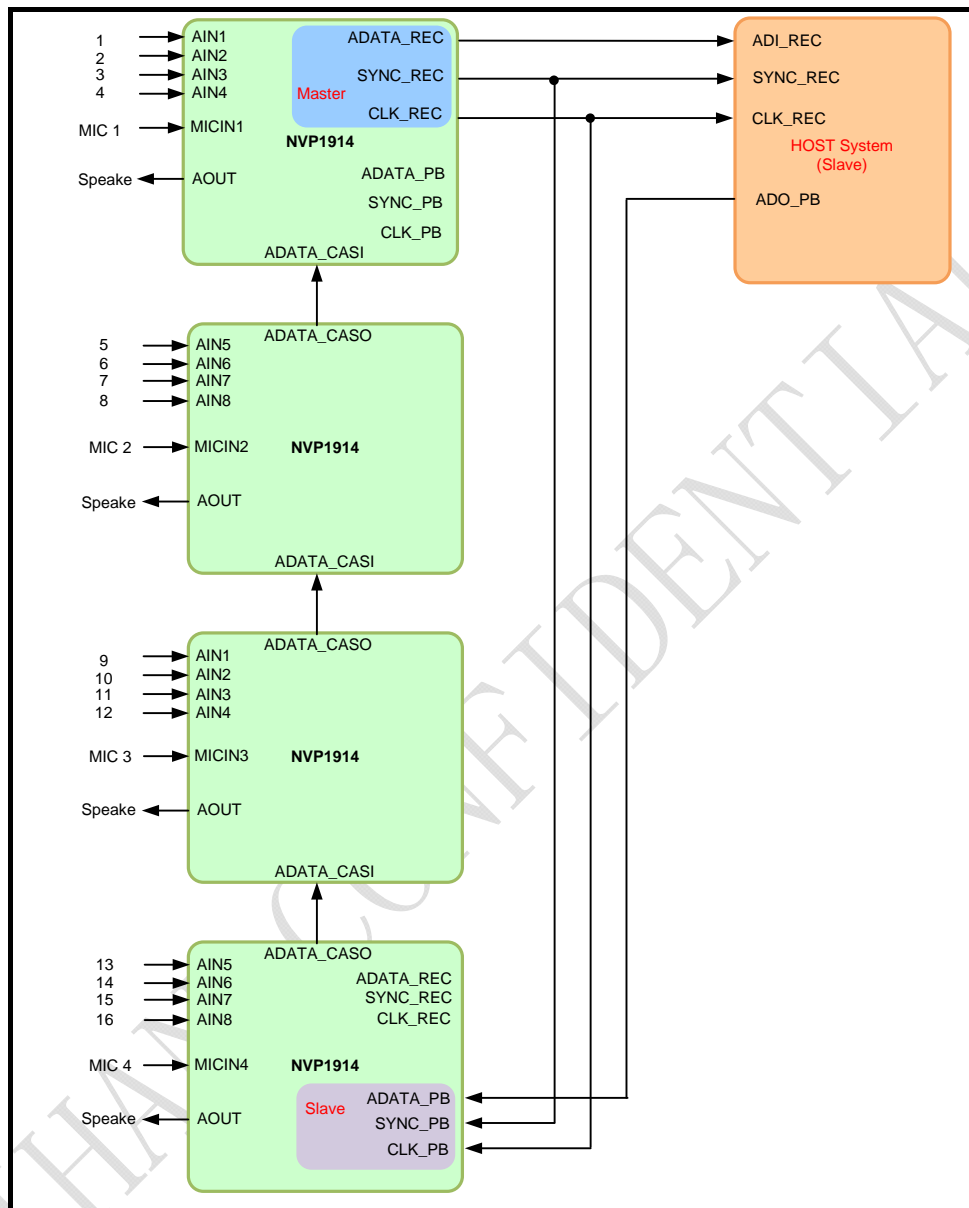 1
2
3
4
AIN1
AIN2
AIN3
AIN4
MIC 1
MICIN1
Speake
AOUT
ADATA_REC
SYNC_REC
CLK_REC
Master
NVP1914
ADATA_PB
SYNC_PB
CLK_PB
ADATA_CASI
ADI_REC
SYNC_REC
CLK_REC
HOST System
(Slave)
ADO_PB
ADATA_CASO
5
6
7
8
AIN5
AIN6
AIN7
AIN8
MIC 2
MICIN2
NVP1914
Speake
AOUT
ADATA_CASI
ADATA_CASO
9
10
11
12
AIN1
AIN2
AIN3
AIN4
MIC 3
MICIN3
NVP1914
Speake
AOUT
ADATA_CASI
ADATA_CASO
13
14
15
16
AIN5
AIN6
AIN7
AIN8
ADATA_REC
SYNC_REC
CLK_REC
MIC 4
MICIN4
NVP1914
Speake
AOUT
Slave
ADATA_PB
SYNC_PB
CLK_PB